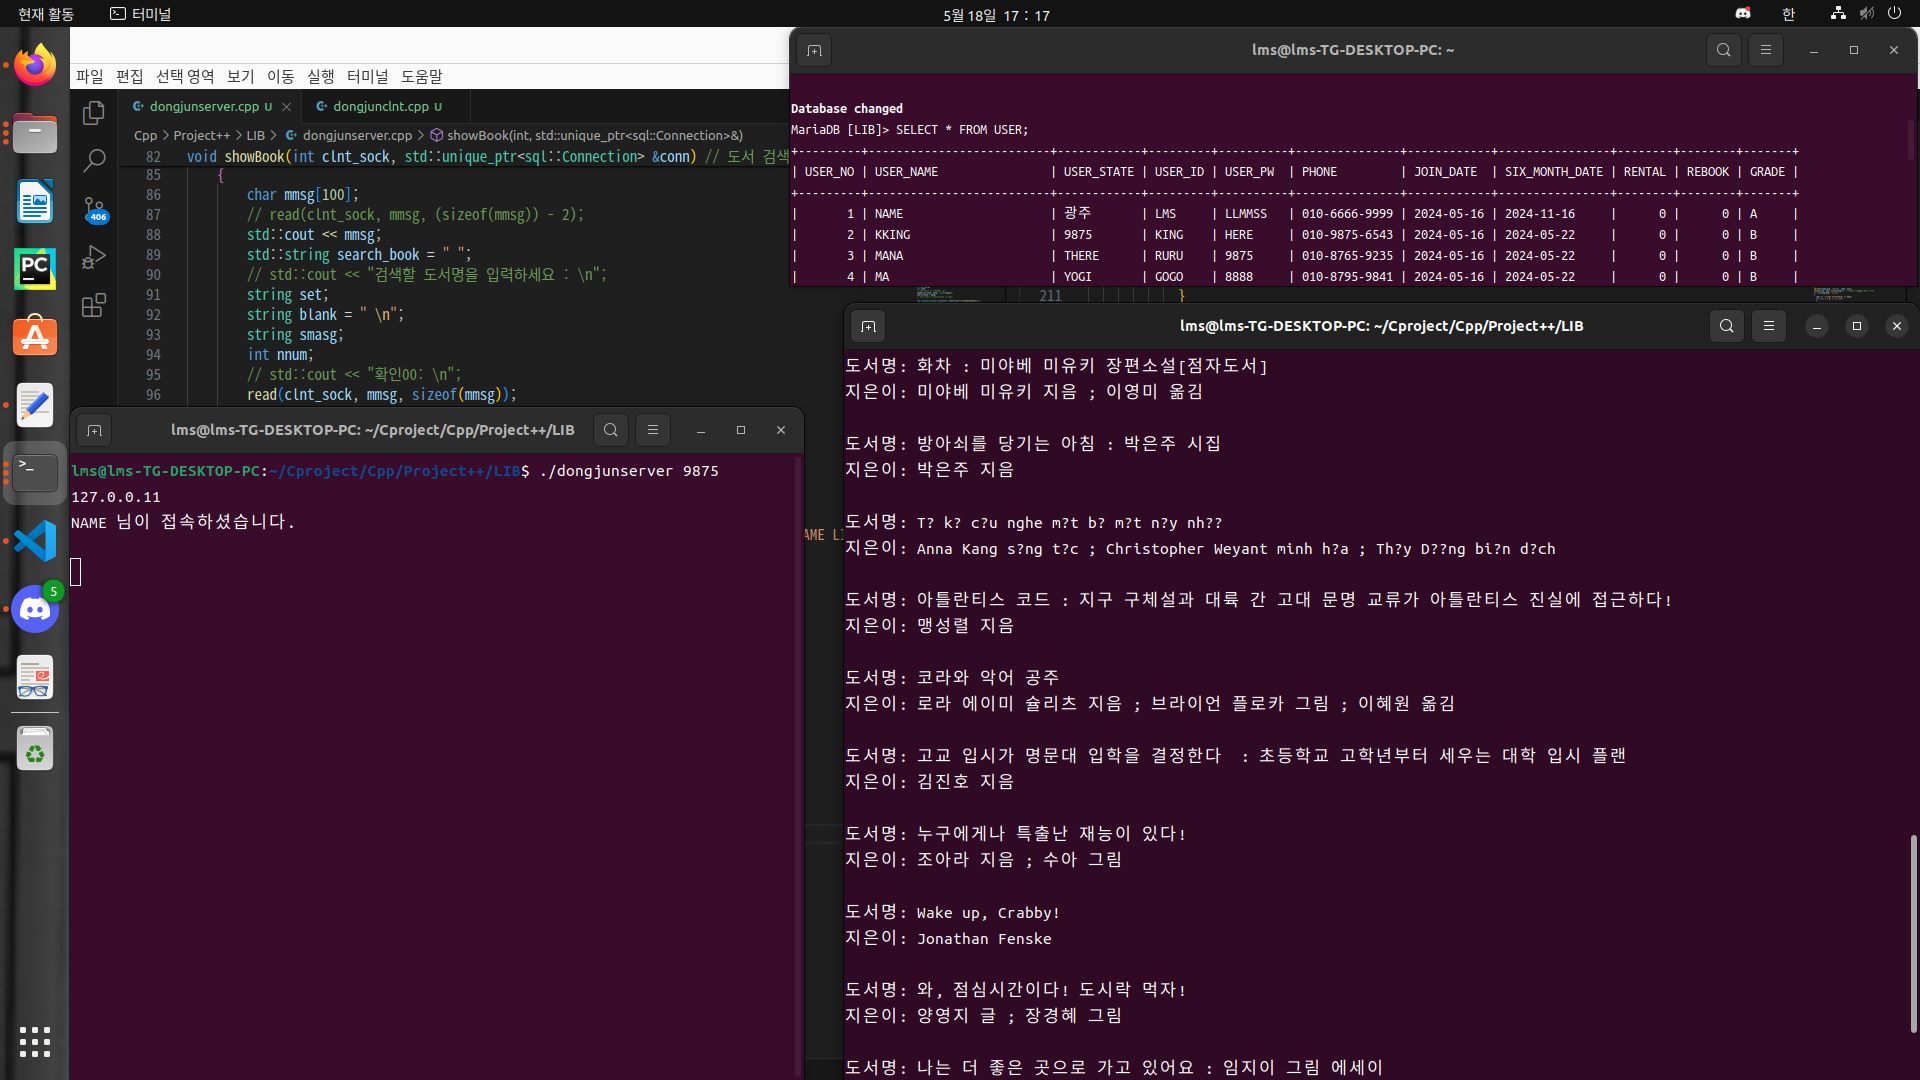 현재 활동
터미널
5월 18일 17 : 17
한
파일 편집 선택 영역 보기 이동 실행 터미널 도움말
dongjunserver.cpp U
dongjunclnt.cpp U
Cpp > Project++ > LIB > dongjunserver.cpp > showBook(int, std::unique_ptr<sql::Connection>&)
82 void showBook(int clnt_sock, std::unique_ptr<sql::Connection> &conn) // 도서 검색
85 {
86 char mmsg[100];
87 // read(clnt_sock, mmsg, (sizeof(mmsg)) - 2);
88 std::cout << mmsg;
89 std::string search_book = " ";
90 // std::cout << "검색할 도서명을 입력하세요 : \n";
91 string set;
92 string blank = " \n";
93 string smasg;
94 int nnum;
95 // std::cout << "확인00: \n";
96 read(clnt_sock, mmsg, sizeof(mmsg));
406
5
lms@lms-TG-DESKTOP-PC: ~
Database changed
MariaDB [LIB]> SELECT * FROM USER;
+---------+--------------------------+------------+---------+---------+---------------+------------+----------------+--------+--------+-------+
| USER_NO | USER_NAME | USER_STATE | USER_ID | USER_PW | PHONE | JOIN_DATE | SIX_MONTH_DATE | RENTAL | REBOOK | GRADE |
+---------+--------------------------+------------+---------+---------+---------------+------------+----------------+--------+--------+-------+
| 1 | NAME | 광주 | LMS | LLMMSS | 010-6666-9999 | 2024-05-16 | 2024-11-16 | 0 | 0 | A |
| 2 | KKING | 9875 | KING | HERE | 010-9875-6543 | 2024-05-16 | 2024-05-22 | 0 | 0 | B |
| 3 | MANA | THERE | RURU | 9875 | 010-8765-9235 | 2024-05-16 | 2024-05-22 | 0 | 0 | B |
| 4 | MA | YOGI | GOGO | 8888 | 010-8795-9841 | 2024-05-16 | 2024-05-22 | 0 | 0 | B |
211 }
lms@lms-TG-DESKTOP-PC: ~/Cproject/Cpp/Project++/LIB
lms@lms-TG-DESKTOP-PC:~/Cproject/Cpp/Project++/LIB$ ./dongjunserver 9875
127.0.0.11
NAME 님이 접속하셨습니다.
AME LI
lms@lms-TG-DESKTOP-PC: ~/Cproject/Cpp/Project++/LIB
도서명: 화차 : 미야베 미유키 장편소설[점자도서]
지은이: 미야베 미유키 지음 ; 이영미 옮김
도서명: 방아쇠를 당기는 아침 : 박은주 시집
지은이: 박은주 지음
도서명: T? k? c?u nghe m?t b? m?t n?y nh??
지은이: Anna Kang s?ng t?c ; Christopher Weyant minh h?a ; Th?y D??ng bi?n d?ch
도서명: 아틀란티스 코드 : 지구 구체설과 대륙 간 고대 문명 교류가 아틀란티스 진실에 접근하다!
지은이: 맹성렬 지음
도서명: 코라와 악어 공주
지은이: 로라 에이미 슐리츠 지음 ; 브라이언 플로카 그림 ; 이혜원 옮김
도서명: 고교 입시가 명문대 입학을 결정한다  : 초등학교 고학년부터 세우는 대학 입시 플랜
지은이: 김진호 지음
도서명: 누구에게나 특출난 재능이 있다!
지은이: 조아라 지음 ; 수아 그림
도서명: Wake up, Crabby!
지은이: Jonathan Fenske
도서명: 와, 점심시간이다! 도시락 먹자!
지은이: 양영지 글 ; 장경혜 그림
도서명: 나는 더 좋은 곳으로 가고 있어요 : 임지이 그림 에세이